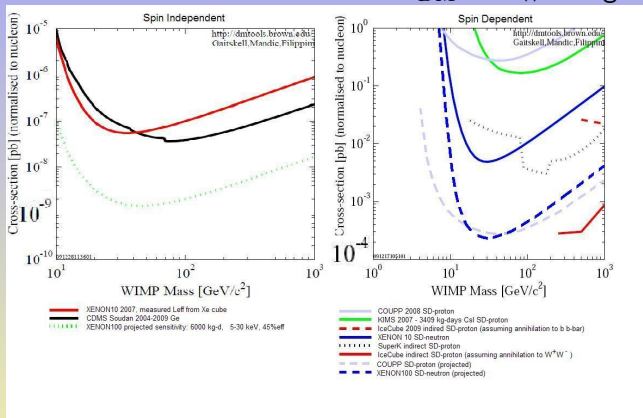 Spin Independent
http://dmtools.brown.edu/
Gaitskell,Mandic,Filippini
Cross-section [pb] (normalised to nucleon)
10^-5
10^-6
10^-7
10^-8
10^-9
10^-10
10^1
10^2
10^3
WIMP Mass [GeV/c^2]
XENON10 2007, measured Leff from Xe cube
CDMS Soudan 2004-2009 Ge
XENON100 projected sensitivity: 6000 kg-d, 5-30 keV, 45%eff
Spin Dependent
http://dmtools.brown.edu/
Gaitskell,Mandic,Filippini
Cross-section [pb] (normalised to nucleon)
10^0
10^-1
10^-2
10^-3
10^-4
10^0
10^1
10^2
10^3
WIMP Mass [GeV/c^2]
COUPP 2008 SD-proton
KIMS 2007 - 3409 kg-days CsI SD-proton
IceCube 2009 indired SD-proton (assuming annihilation to b b-bar)
XENON 10 SD-neutron
SuperK indirect SD-proton
IceCube indirect SD-proton (assuming annihilation to W^+W^-)
COUPP SD-proton (projected)
XENON100 SD-neutron (projected)